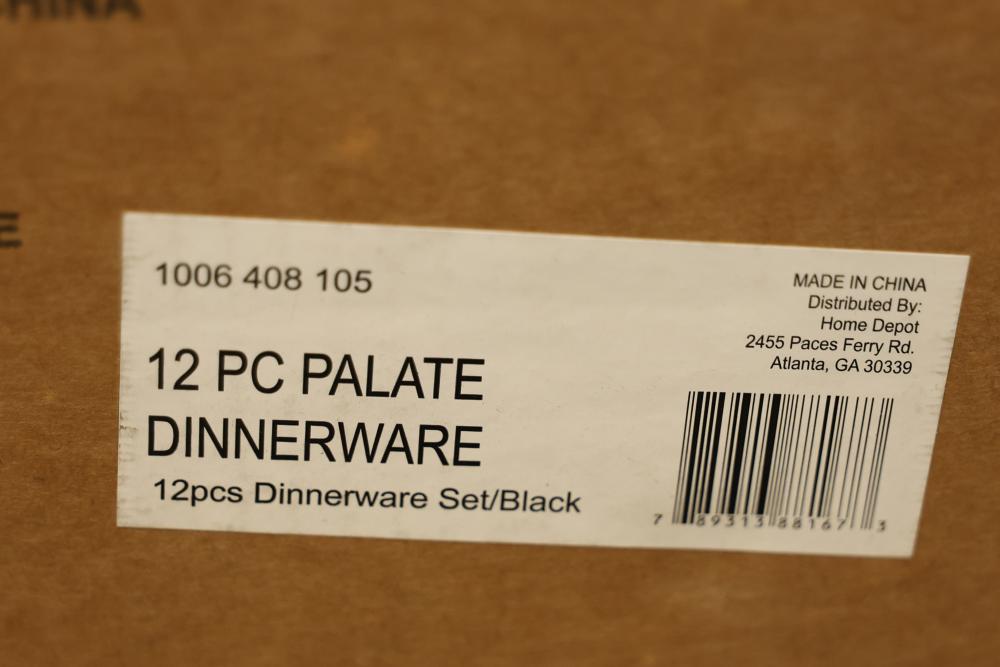 CHINA
E
1006 408 105
12 PC PALATE
DINNERWARE
12pcs Dinnerware Set/Black
MADE IN CHINA
Distributed By:
Home Depot
2455 Paces Ferry Rd.
Atlanta, GA 30339
7 89313 88167 3